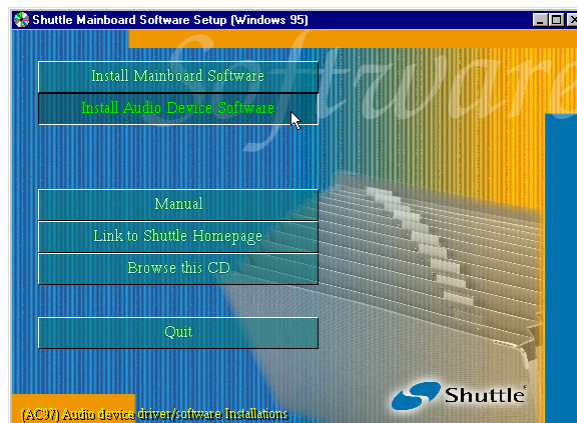 Shuttle Mainboard Software Setup (Windows 95)
Software
Install Mainboard Software
Install Audio Device Software
Manual
Link to Shuttle Homepage
Browse this CD
Quit
Shuttle
(AC97) Audio device driver/software Installations